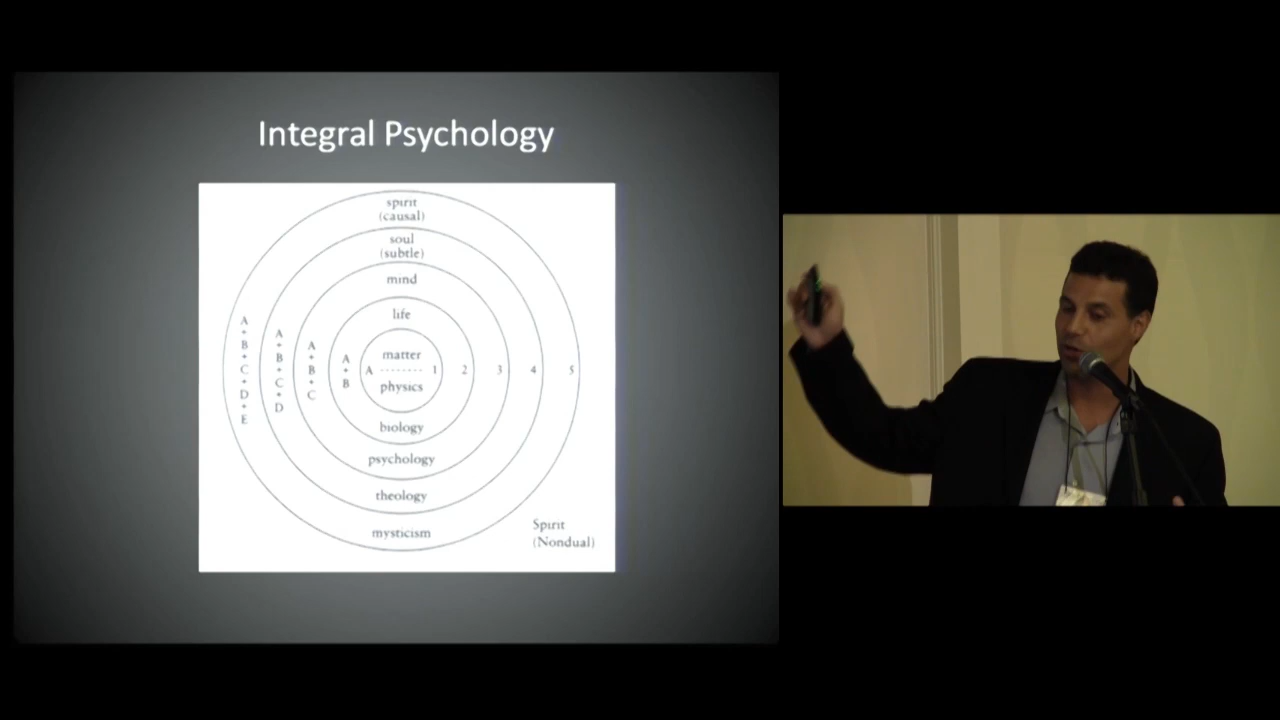 Integral Psychology
spirit
(causal)
soul
(subtle)
mind
life
matter
A -------- 1 2 3 4 5
physics
biology
psychology
theology
mysticism
A + B
A + B + C
A + B + C + D
A + B + C + D + E
Spirit
(Nondual)